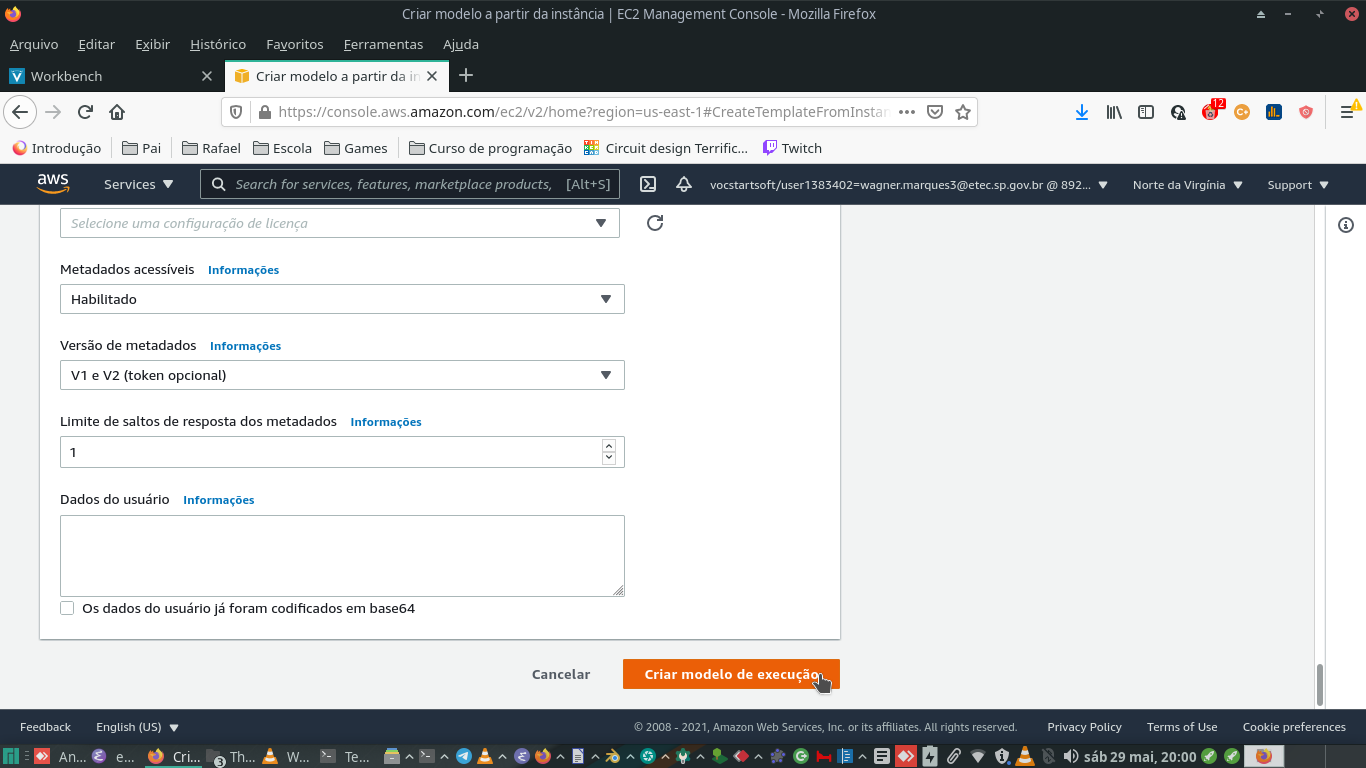 Criar modelo a partir da instância | EC2 Management Console - Mozilla Firefox
Arquivo Editar Exibir Histórico Favoritos Ferramentas Ajuda
Workbench
Criar modelo a partir da in
https://console.aws.amazon.com/ec2/v2/home?region=us-east-1#CreateTemplateFromInstan
12
Introdução Pai Rafael Escola Games Curso de programação Circuit design Terrific... Twitch
aws Services Search for services, features, marketplace products, [Alt+S] vocstartsoft/user1383402=wagner.marques3@etec.sp.gov.br @ 892... Norte da Virgínia Support
Selecione uma configuração de licença
Metadados acessíveis Informações
Habilitado
Versão de metadados Informações
V1 e V2 (token opcional)
Limite de saltos de resposta dos metadados Informações
1
Dados do usuário Informações
Os dados do usuário já foram codificados em base64
Cancelar Criar modelo de execução
Feedback English (US) © 2008 - 2021, Amazon Web Services, Inc. or its affiliates. All rights reserved. Privacy Policy Terms of Use Cookie preferences
An... e... Cri... 3 Th... W... Te... sáb 29 mai, 20:00